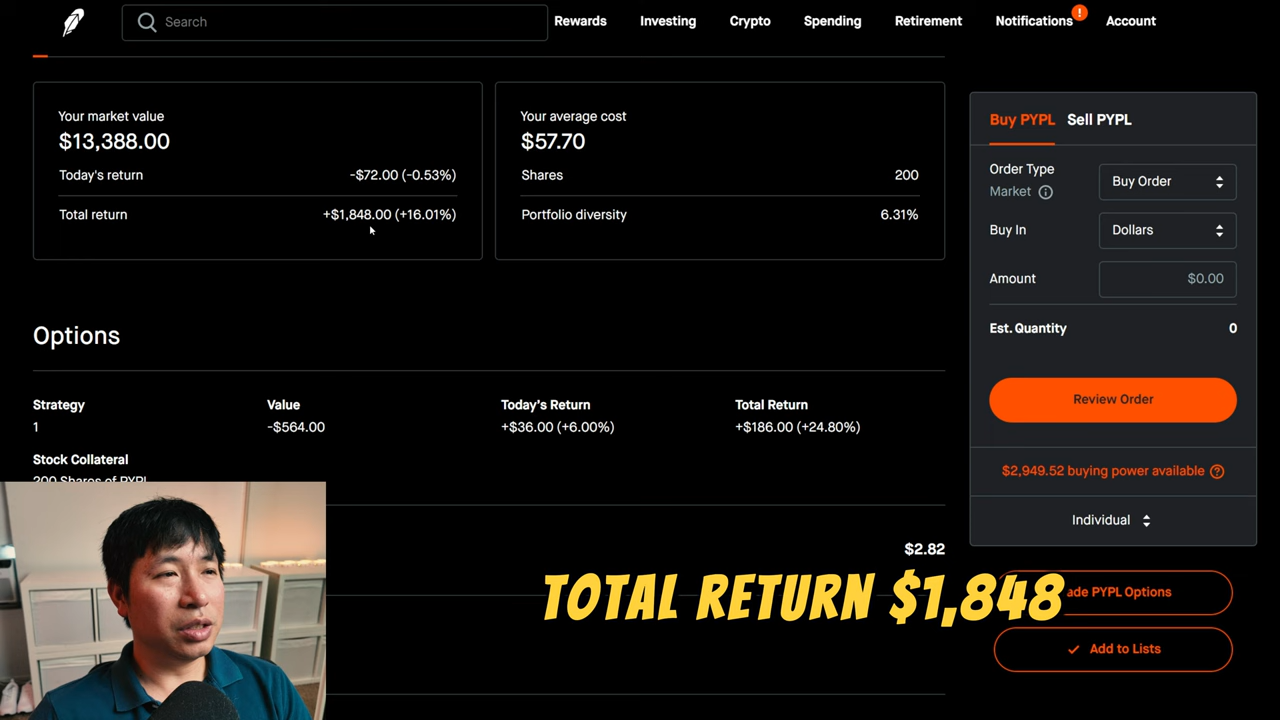 Search
Rewards
Investing
Crypto
Spending
Retirement
Notifications
!
Account
Your market value
$13,388.00
Today's return
-$72.00 (-0.53%)
Total return
+$1,848.00 (+16.01%)
Your average cost
$57.70
Shares
200
Portfolio diversity
6.31%
Buy PYPL
Sell PYPL
Order Type
Market
Buy Order
Buy In
Dollars
Amount
$0.00
Est. Quantity
0
Review Order
$2,949.52 buying power available
Individual
Options
Strategy
Value
Today's Return
Total Return
1
-$564.00
+$36.00 (+6.00%)
+$186.00 (+24.80%)
Stock Collateral
200 Shares of PYPL
$2.82
TOTAL RETURN $1,848
ade PYPL Options
Add to Lists